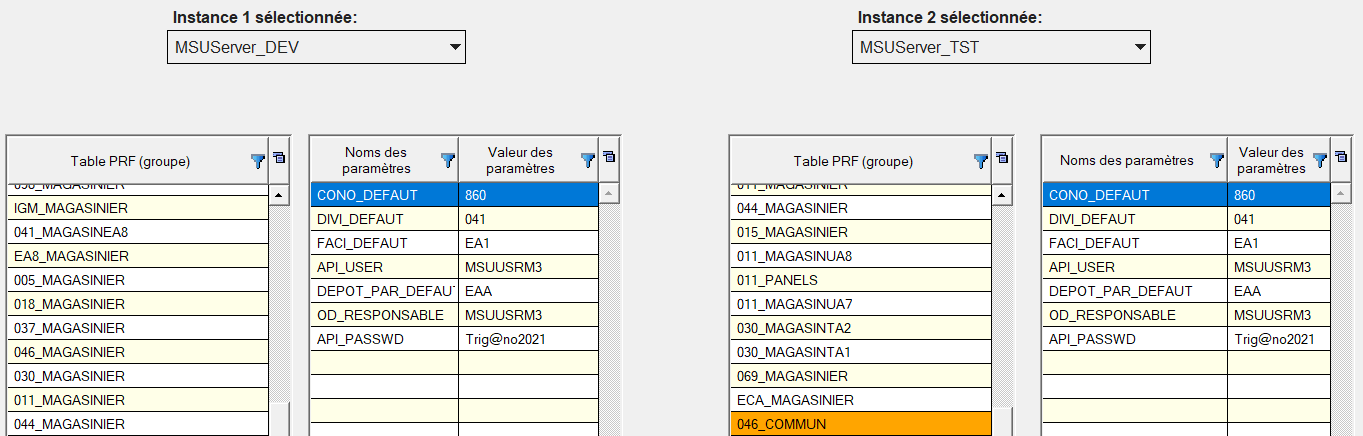 Instance 1 sélectionnée:
MSUServer_DEV
Table PRF (groupe)
098_MAGASINIER
IGM_MAGASINIER
041_MAGASINEA8
EA8_MAGASINIER
005_MAGASINIER
018_MAGASINIER
037_MAGASINIER
046_MAGASINIER
030_MAGASINIER
011_MAGASINIER
044_MAGASINIER
Noms des paramètres Valeur des paramètres
CONO_DEFAUT 860
DIVI_DEFAUT 041
FACI_DEFAUT EA1
API_USER MSUUSRM3
DEPOT_PAR_DEFAUT EAA
OD_RESPONSABLE MSUUSRM3
API_PASSWD Trig@no2021
Instance 2 sélectionnée:
MSUServer_TST
Table PRF (groupe)
011_MAGASINIER
044_MAGASINIER
015_MAGASINIER
011_MAGASINUA8
011_PANELS
011_MAGASINUA7
030_MAGASINTA2
030_MAGASINTA1
069_MAGASINIER
ECA_MAGASINIER
046_COMMUN
Noms des paramètres Valeur des paramètres
CONO_DEFAUT 860
DIVI_DEFAUT 041
FACI_DEFAUT EA1
API_USER MSUUSRM3
DEPOT_PAR_DEFAUT EAA
OD_RESPONSABLE MSUUSRM3
API_PASSWD Trig@no2021